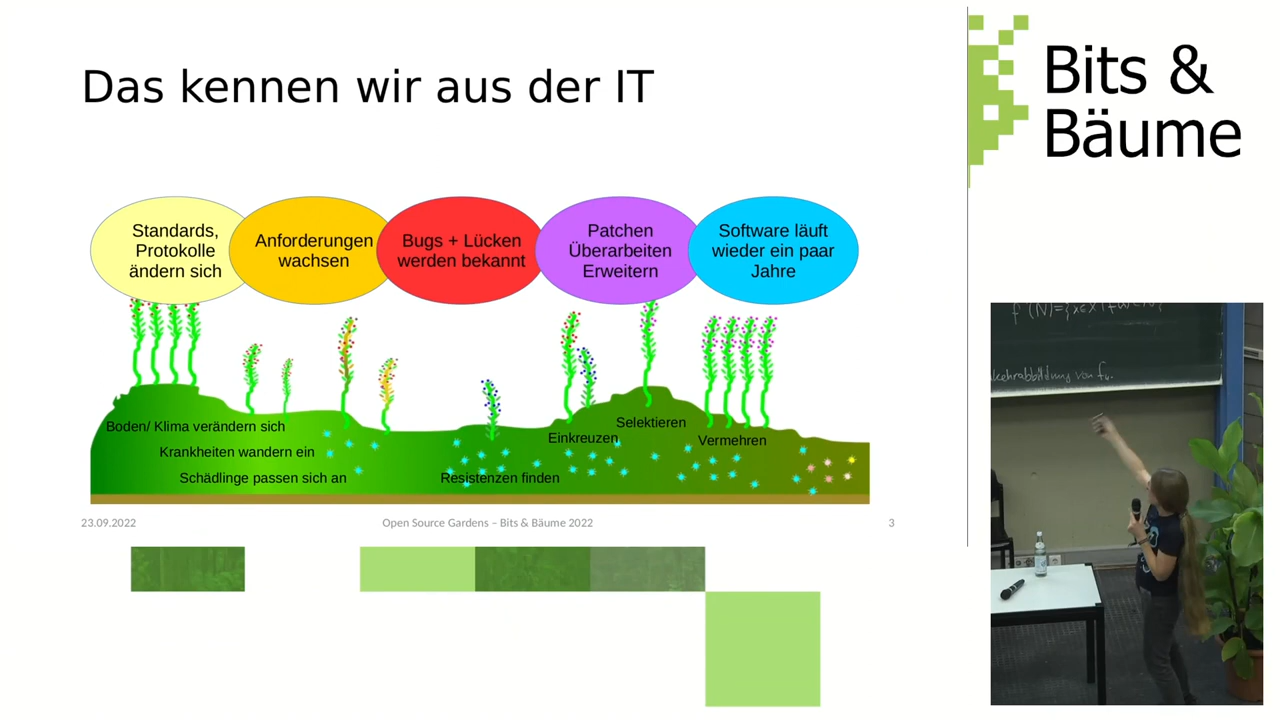 Das kennen wir aus der IT
Bits &
Bäume
Standards,
Protokolle
ändern sich
Anforderungen
wachsen
Bugs + Lücken
werden bekannt
Patchen
Überarbeiten
Erweitern
Software läuft
wieder ein paar
Jahre
Boden/ Klima verändern sich
Krankheiten wandern ein
Schädlinge passen sich an
Resistenzen finden
Einkreuzen
Selektieren
Vermehren
23.09.2022
Open Source Gardens – Bits & Bäume 2022
3